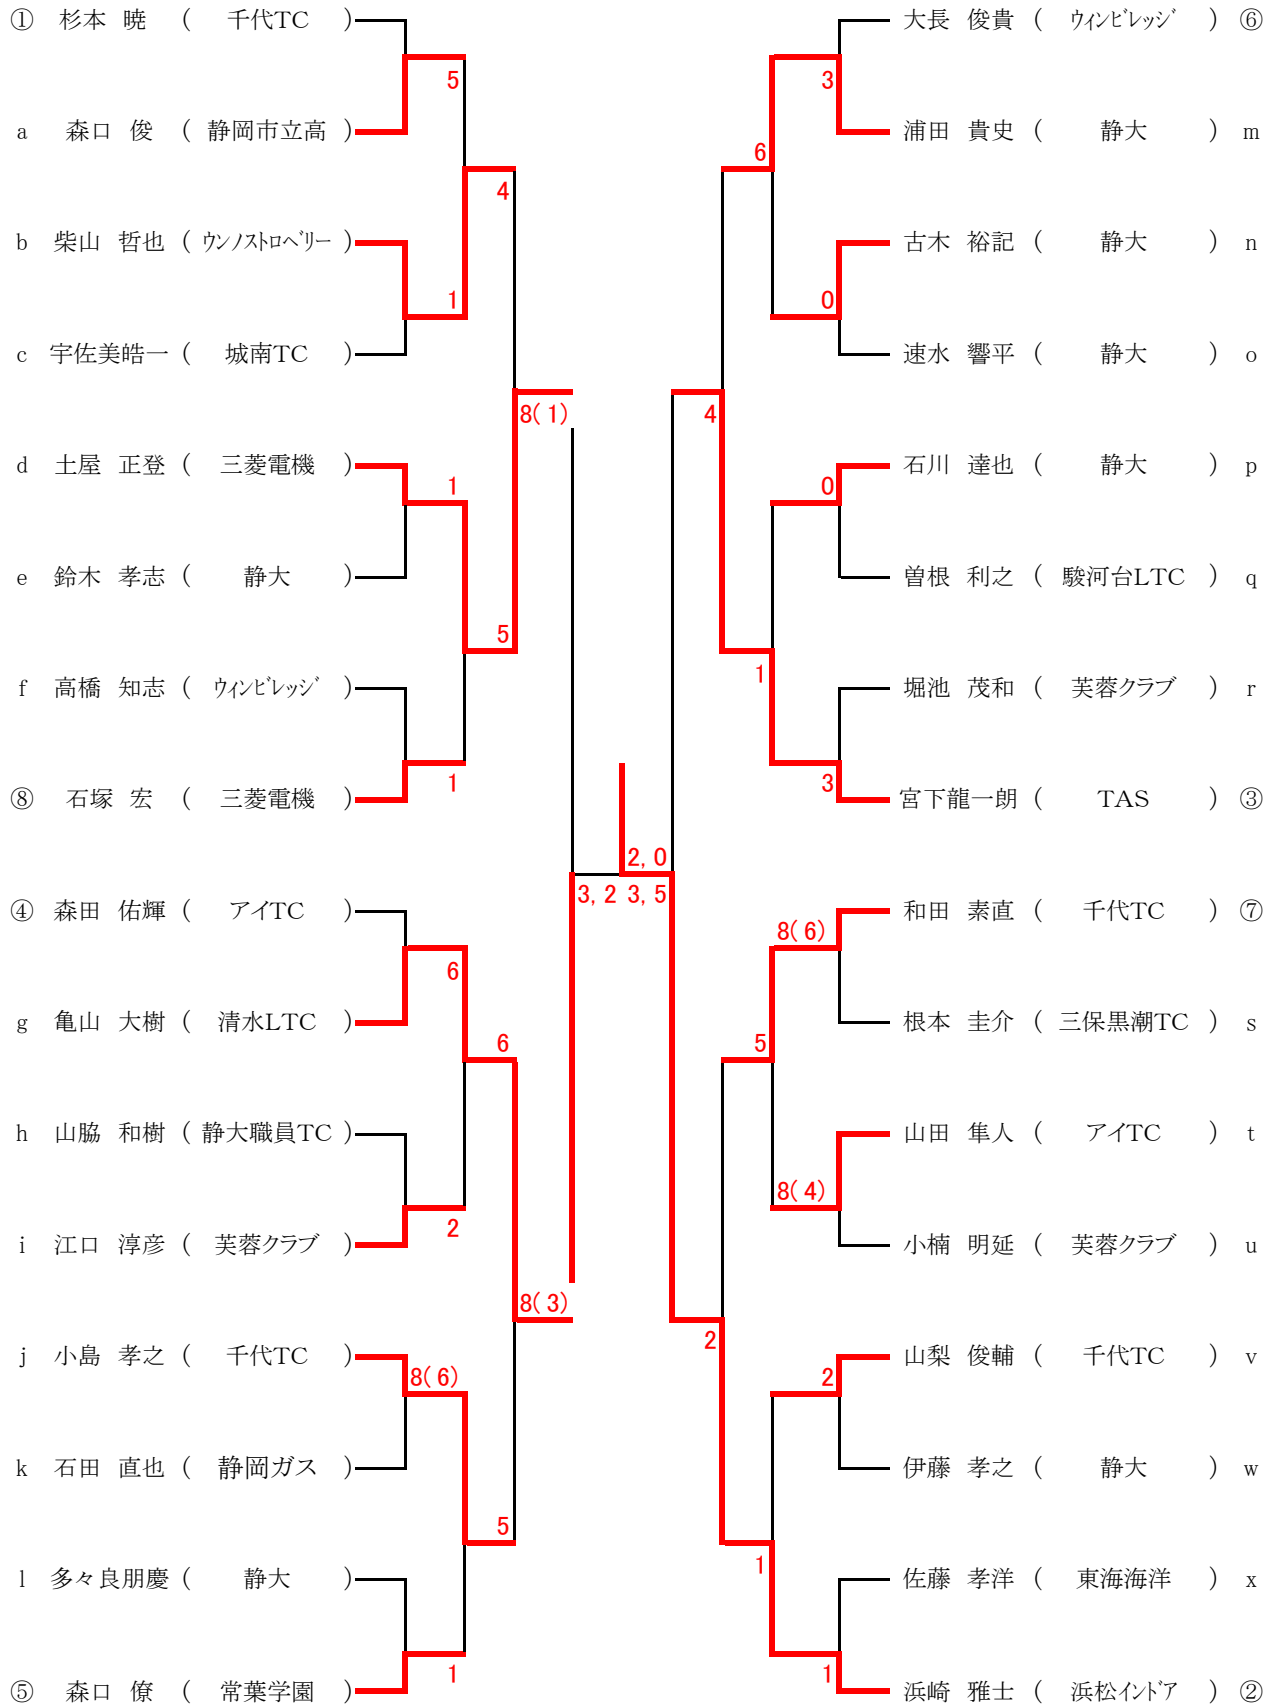 ① 杉本 暁 ( 千代TC )
5
a 森口 俊 ( 静岡市立高 )
4
b 柴山 哲也 ( ウンノストロベリー )
1
c 宇佐美皓一 ( 城南TC )
8(1)
d 土屋 正登 ( 三菱電機 )
1
e 鈴木 孝志 ( 静大 )
5
f 高橋 知志 ( ウィンビレッジ )
1
⑧ 石塚 宏 ( 三菱電機 )
3,2
④ 森田 佑輝 ( アイTC )
6
g 亀山 大樹 ( 清水LTC )
6
h 山脇 和樹 ( 静大職員TC )
2
i 江口 淳彦 ( 芙蓉クラブ )
8(3)
j 小島 孝之 ( 千代TC )
8(6)
k 石田 直也 ( 静岡ガス )
5
l 多々良朋慶 ( 静大 )
1
⑤ 森口 僚 ( 常葉学園 )
大長 俊貴 ( ウィンビレッジ ) ⑥
3
浦田 貴史 ( 静大 ) m
6
古木 裕記 ( 静大 ) n
0
速水 響平 ( 静大 ) o
4
石川 達也 ( 静大 ) p
0
曽根 利之 ( 駿河台LTC ) q
1
堀池 茂和 ( 芙蓉クラブ ) r
3
宮下龍一朗 ( TAS ) ③
2,0
3,5
和田 素直 ( 千代TC ) ⑦
8(6)
根本 圭介 ( 三保黒潮TC ) s
5
山田 隼人 ( アイTC ) t
8(4)
小楠 明延 ( 芙蓉クラブ ) u
2
山梨 俊輔 ( 千代TC ) v
2
伊藤 孝之 ( 静大 ) w
1
佐藤 孝洋 ( 東海海洋 ) x
1
浜崎 雅士 ( 浜松インドア ) ②